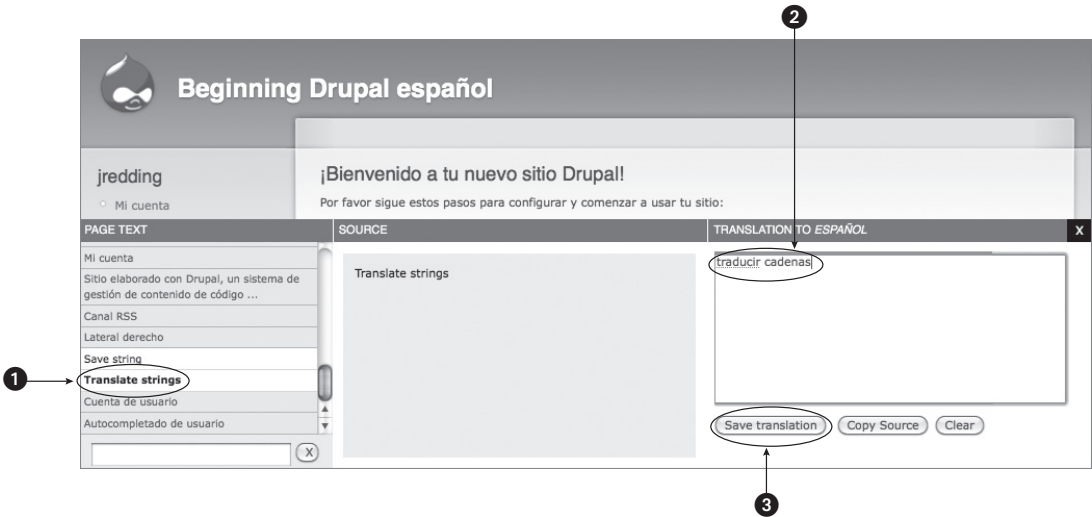 2
Beginning Drupal español
jredding
Mi cuenta
¡Bienvenido a tu nuevo sitio Drupal!
Por favor sigue estos pasos para configurar y comenzar a usar tu sitio:
PAGE TEXT
SOURCE
TRANSLATION TO ESPAÑOL
X
Mi cuenta
Sitio elaborado con Drupal, un sistema de
gestión de contenido de código ...
Canal RSS
Lateral derecho
Save string
1
Translate strings
Cuenta de usuario
Autocompletado de usuario
X
Translate strings
traducir cadenas
Save translation
Copy Source
Clear
3